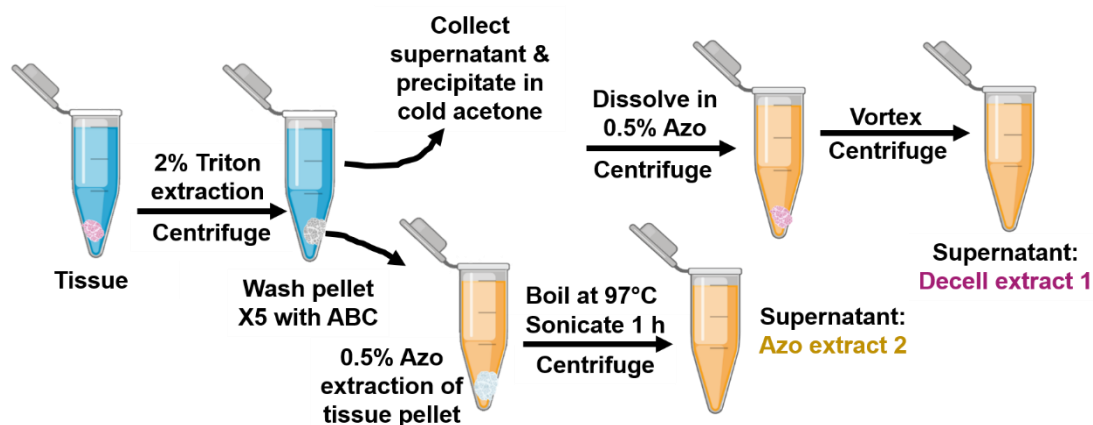 Collect
supernatant &
precipitate in
cold acetone
2% Triton
extraction
Centrifuge
Tissue
Wash pellet
X5 with ABC
Dissolve in
0.5% Azo
Centrifuge
Vortex
Centrifuge
Supernatant:
Decell extract 1
0.5% Azo
extraction of
tissue pellet
Boil at 97°C
Sonicate 1 h
Centrifuge
Supernatant:
Azo extract 2